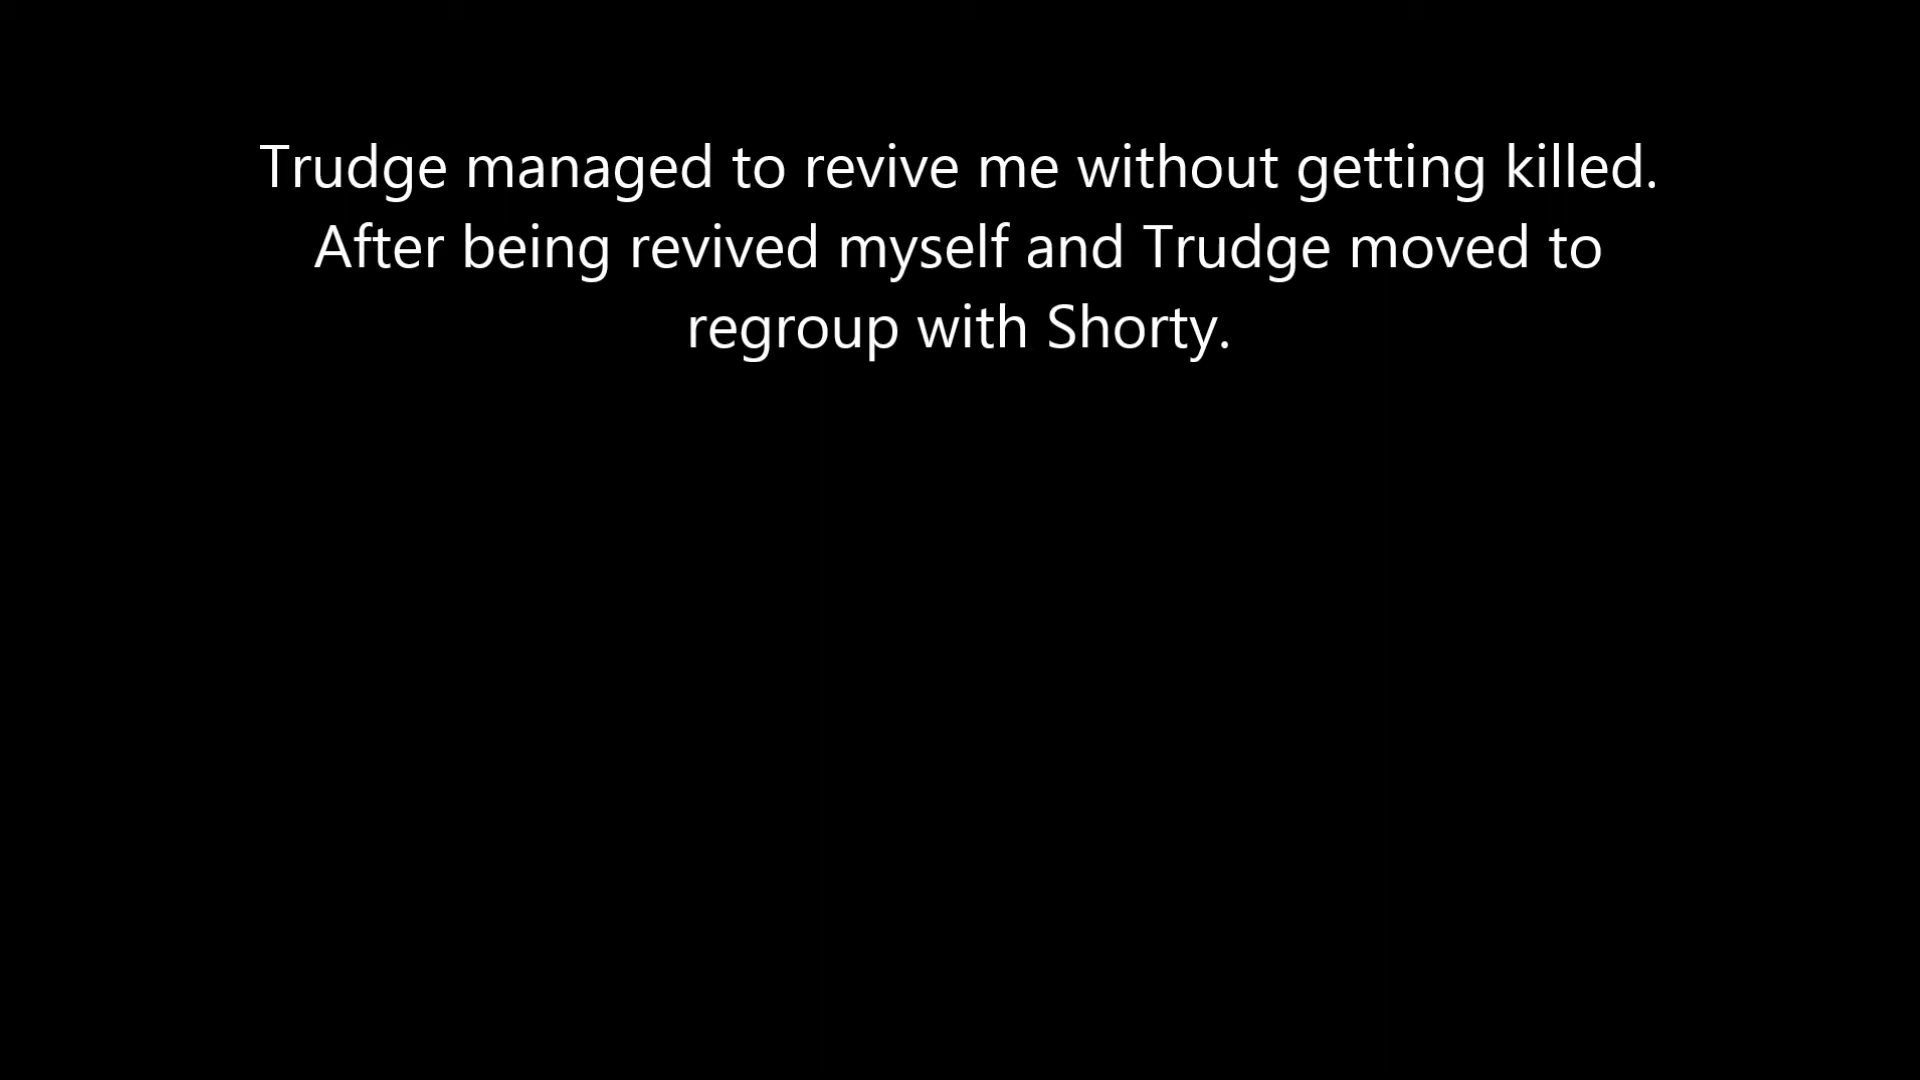 Trudge managed to revive me without getting killed.
After being revived myself and Trudge moved to
regroup with Shorty.